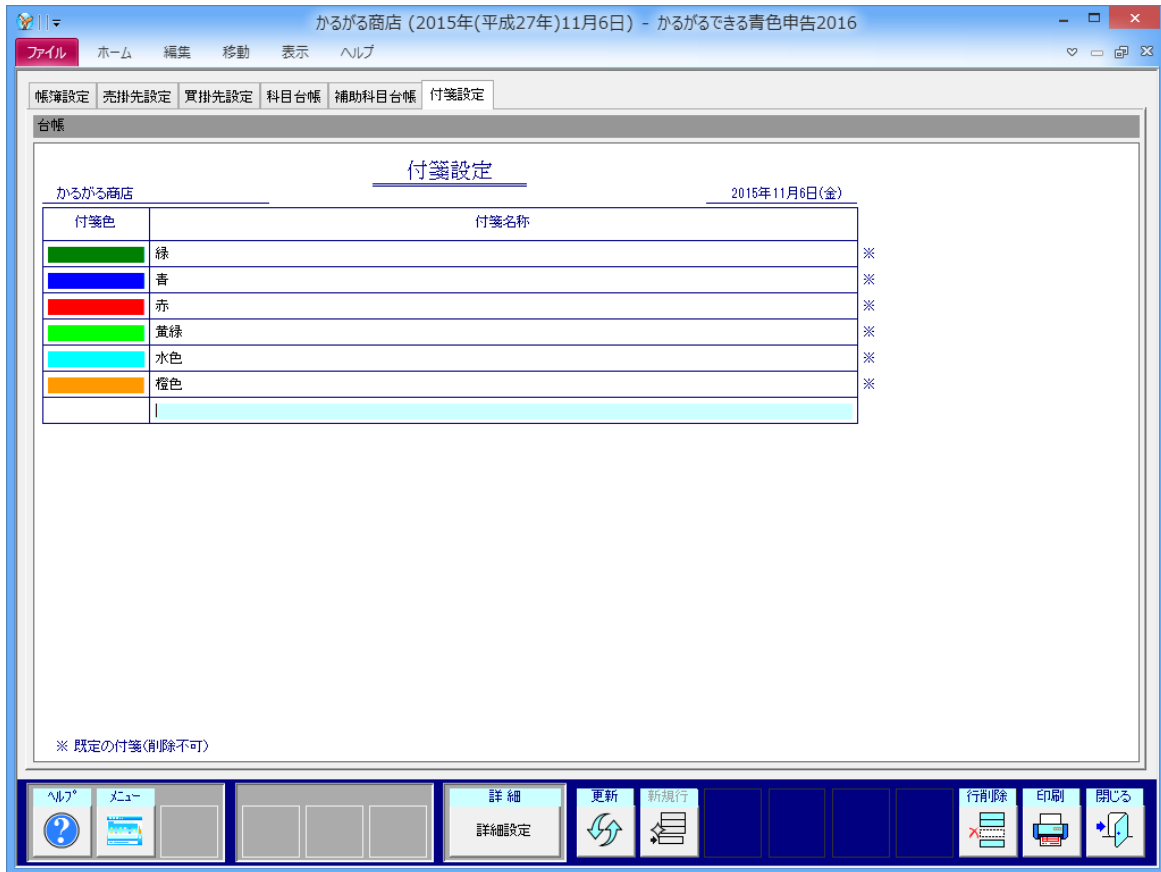 かるがる商店 (2015年(平成27年)11月6日) - かるがるできる青色申告2016
ファイル ホーム 編集 移動 表示 ヘルプ
帳簿設定 売掛先設定 買掛先設定 科目台帳 補助科目台帳 付箋設定
台帳
付箋設定
かるがる商店 2015年11月6日(金)
付箋色 付箋名称
緑 ※
青 ※
赤 ※
黄緑 ※
水色 ※
橙色 ※
※ 既定の付箋(削除不可)
ヘルプ メニュー 詳細 更新 新規行 行削除 印刷 閉じる
詳細設定